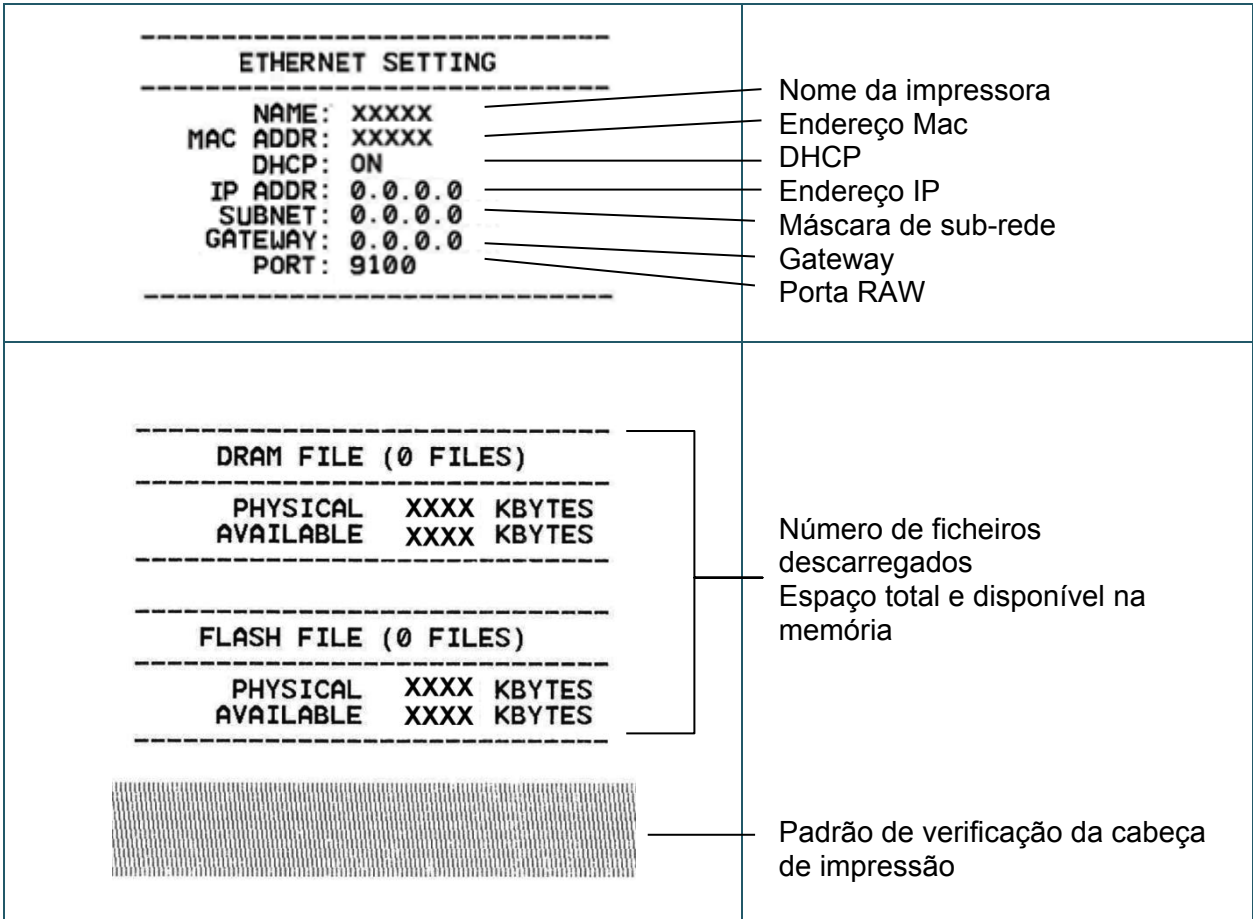 ETHERNET SETTING
NAME: XXXXX
MAC ADDR: XXXXX
DHCP: ON
IP ADDR: 0.0.0.0
SUBNET: 0.0.0.0
GATEWAY: 0.0.0.0
PORT: 9100
Nome da impressora
Endereço Mac
DHCP
Endereço IP
Máscara de sub-rede
Gateway
Porta RAW
DRAM FILE (0 FILES)
PHYSICAL XXXX KBYTES
AVAILABLE XXXX KBYTES
FLASH FILE (0 FILES)
PHYSICAL XXXX KBYTES
AVAILABLE XXXX KBYTES
Número de ficheiros
descarregados
Espaço total e disponível na
memória
Padrão de verificação da cabeça
de impressão